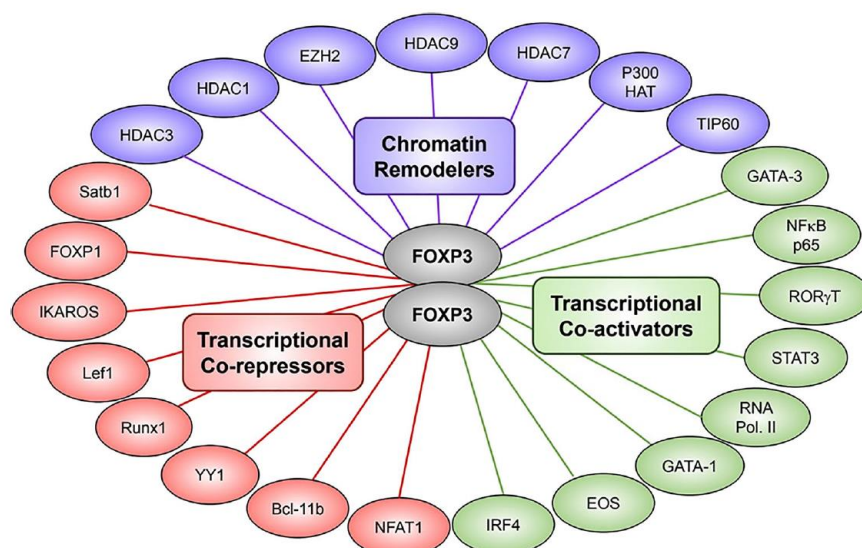 HDAC9
EZH2
HDAC7
HDAC1
P300
HAT
HDAC3
TIP60
Chromatin
Remodelers
Satb1
GATA-3
FOXP1
NFκB
p65
FOXP3
IKAROS
RORγT
FOXP3
Transcriptional
Co-repressors
Transcriptional
Co-activators
Lef1
STAT3
Runx1
RNA
Pol. II
YY1
GATA-1
Bcl-11b
EOS
NFAT1
IRF4